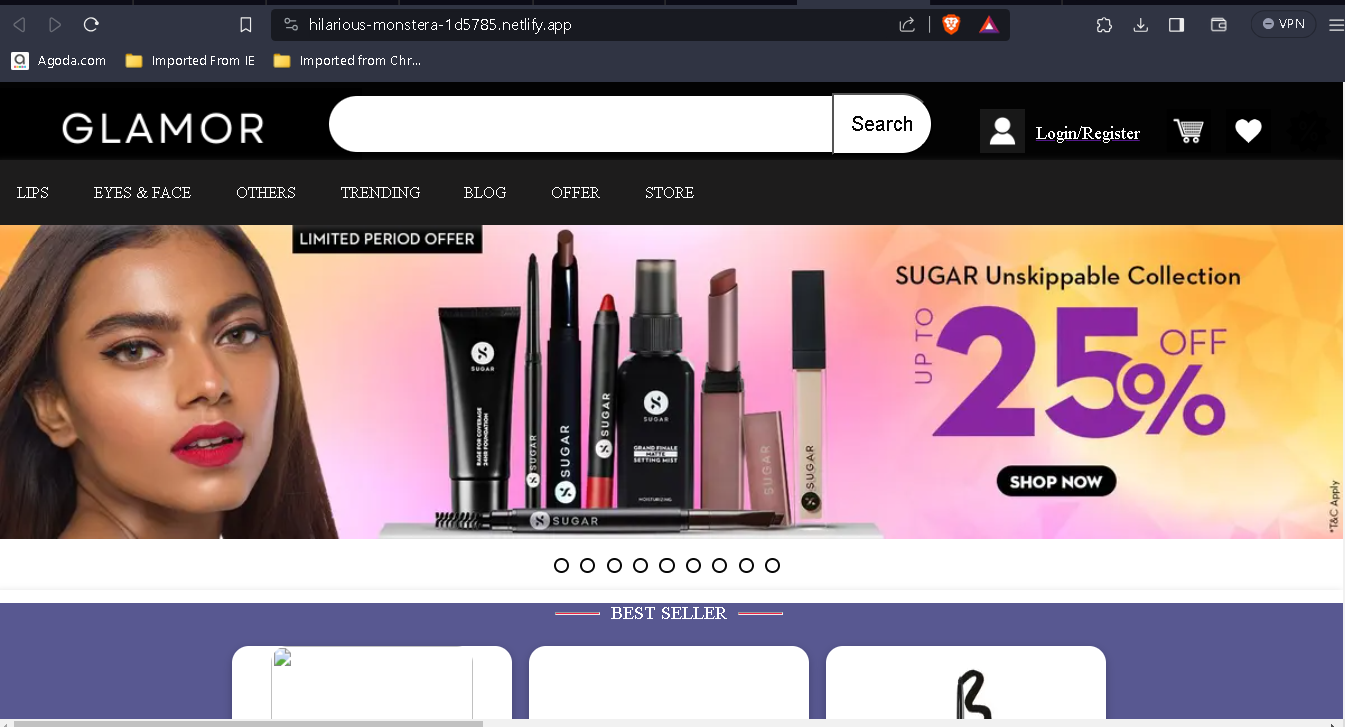 hilarious-monstera-1d5785.netlify.app
VPN
Agoda.com
Imported From IE
Imported from Chr...
GLAMOR
Search
Login/Register
LIPS
EYES & FACE
OTHERS
TRENDING
BLOG
OFFER
STORE
LIMITED PERIOD OFFER
SUGAR Unskippable Collection
UP TO
25%
OFF
SHOP NOW
*T&C Apply
SUGAR
SUGAR
SUGAR
SUGAR
SUGAR
GRAND FINALE
MATTE
SETTING MIST
SUGAR
SUGAR
SUGAR
BEST SELLER